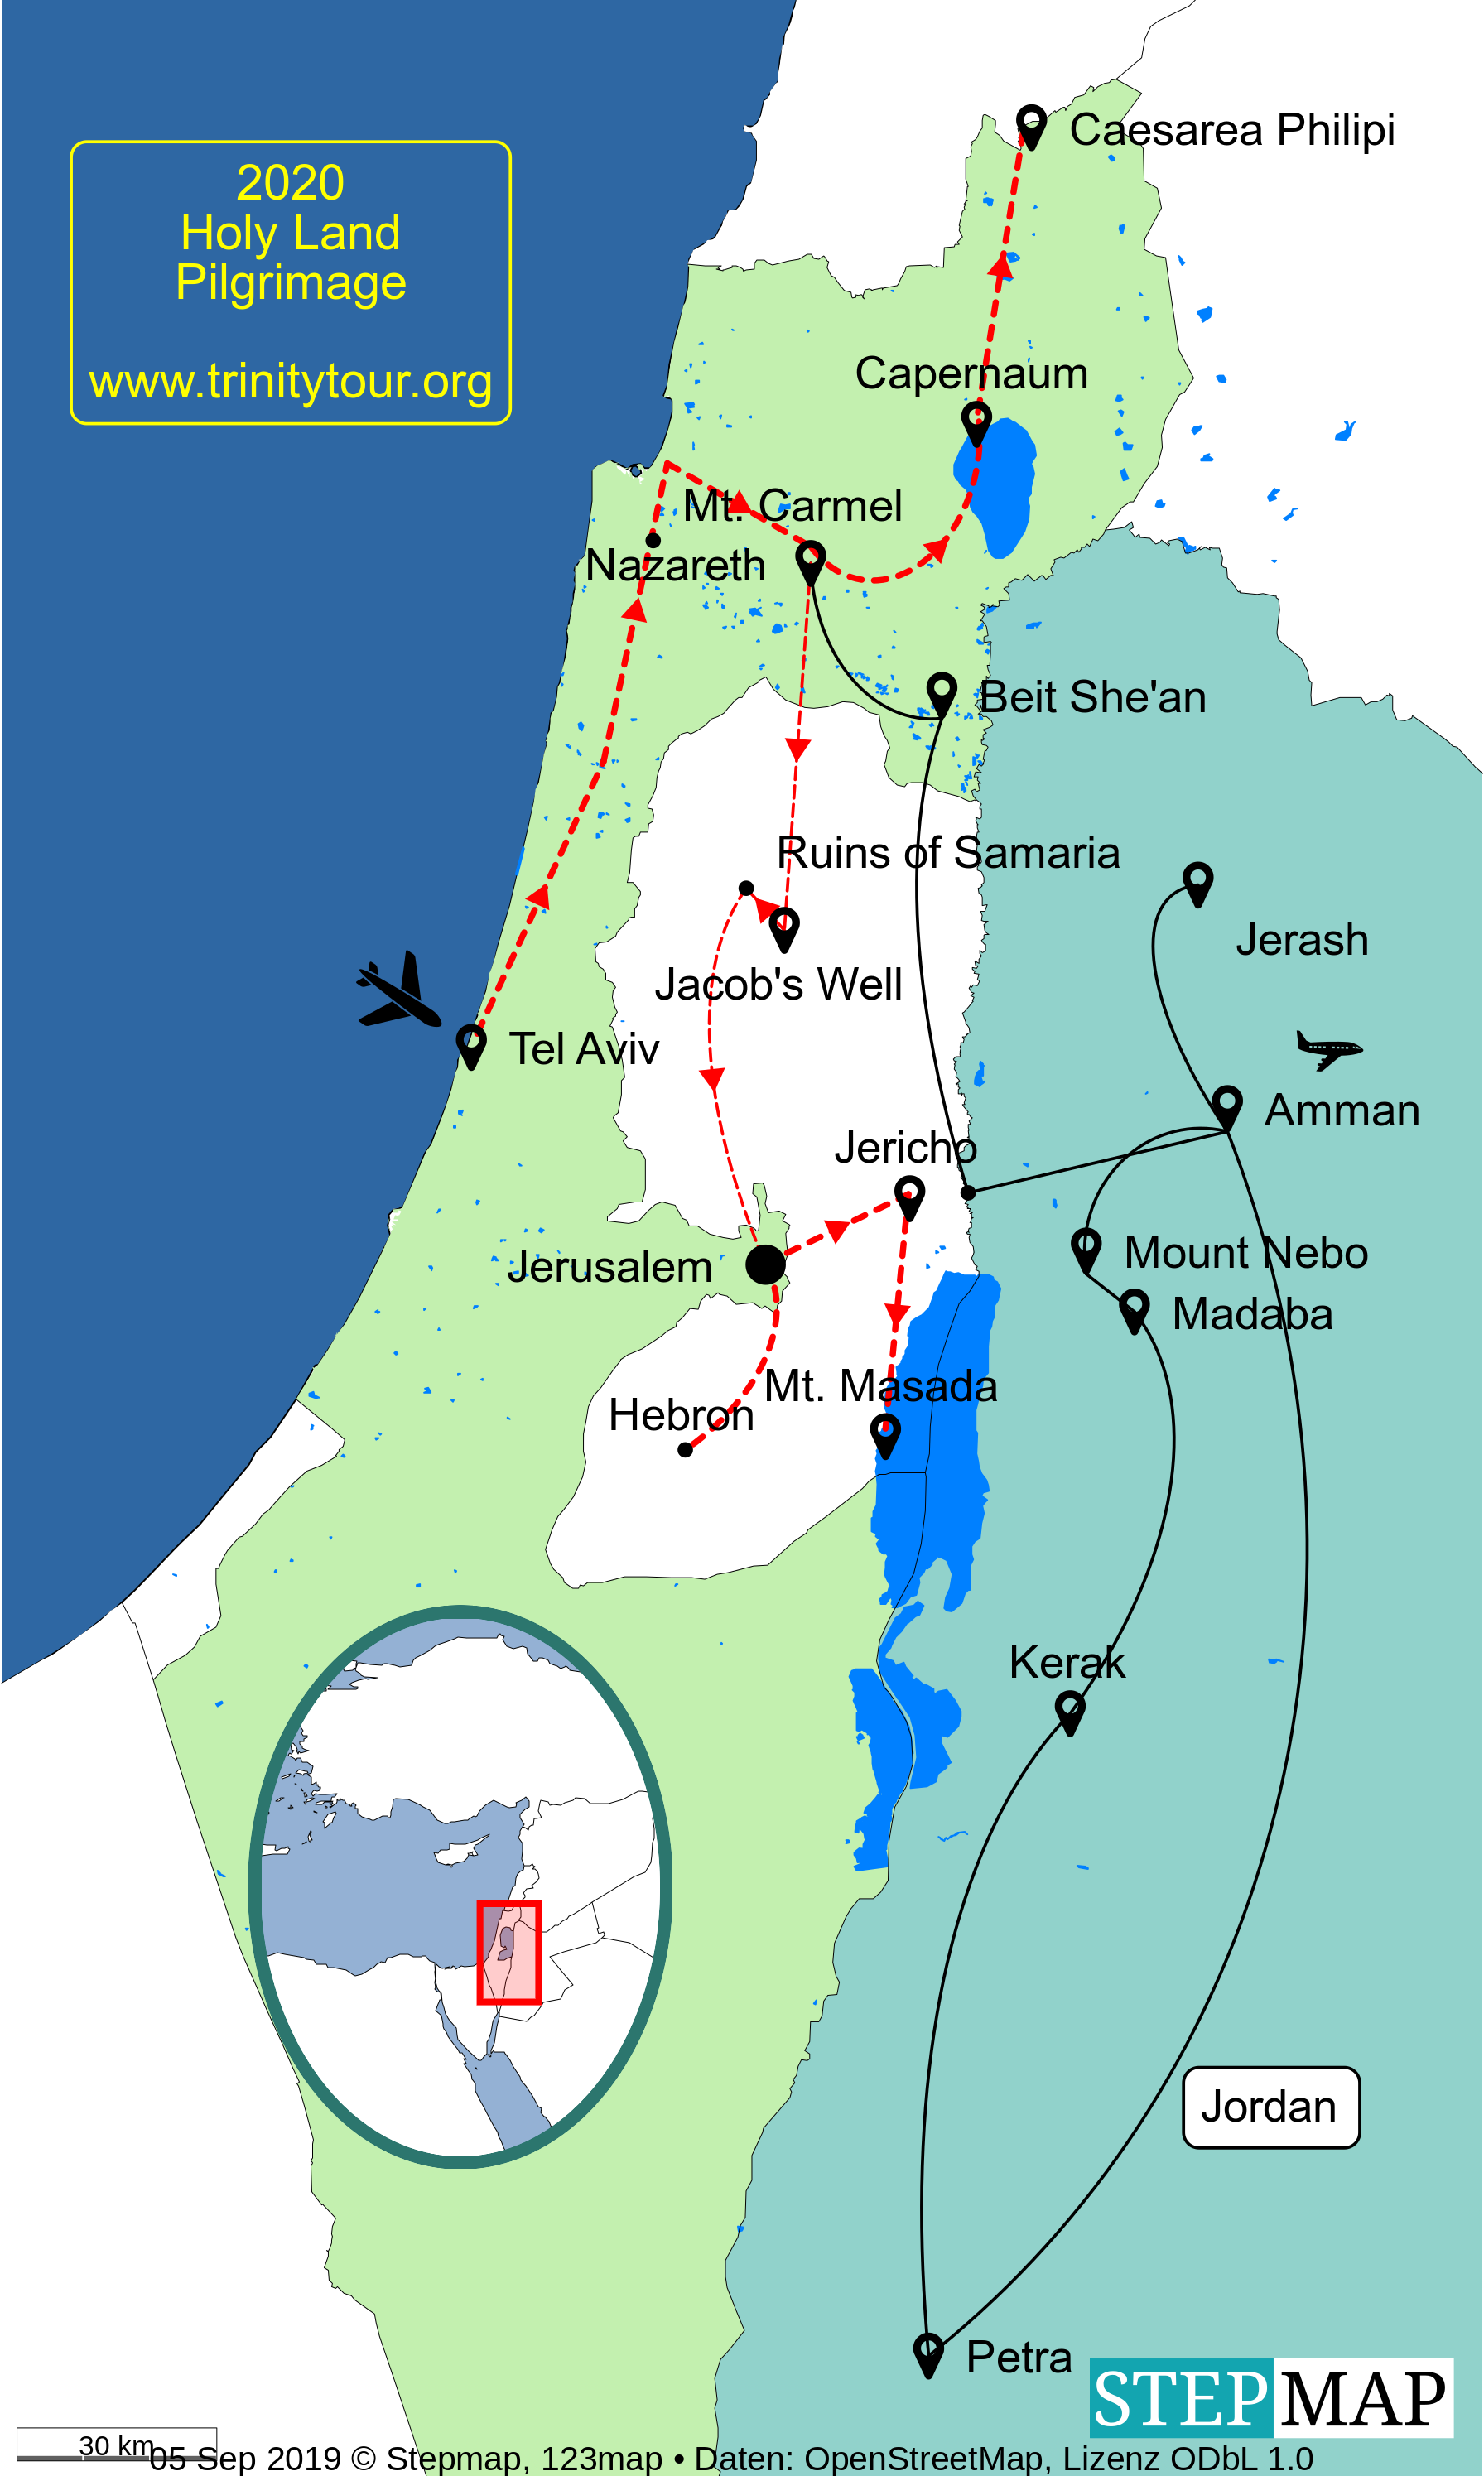 2020
Holy Land
Pilgrimage
www.trinitytour.org
Caesarea Philipi
Capernaum
Mt. Carmel
Nazareth
Beit She'an
Ruins of Samaria
Jerash
Jacob's Well
Tel Aviv
Amman
Jericho
Mount Nebo
Jerusalem
Madaba
Mt. Masada
Hebron
Kerak
Jordan
Petra
STEPMAP
30 km
05 Sep 2019 © Stepmap, 123map • Daten: OpenStreetMap, Lizenz ODbL 1.0